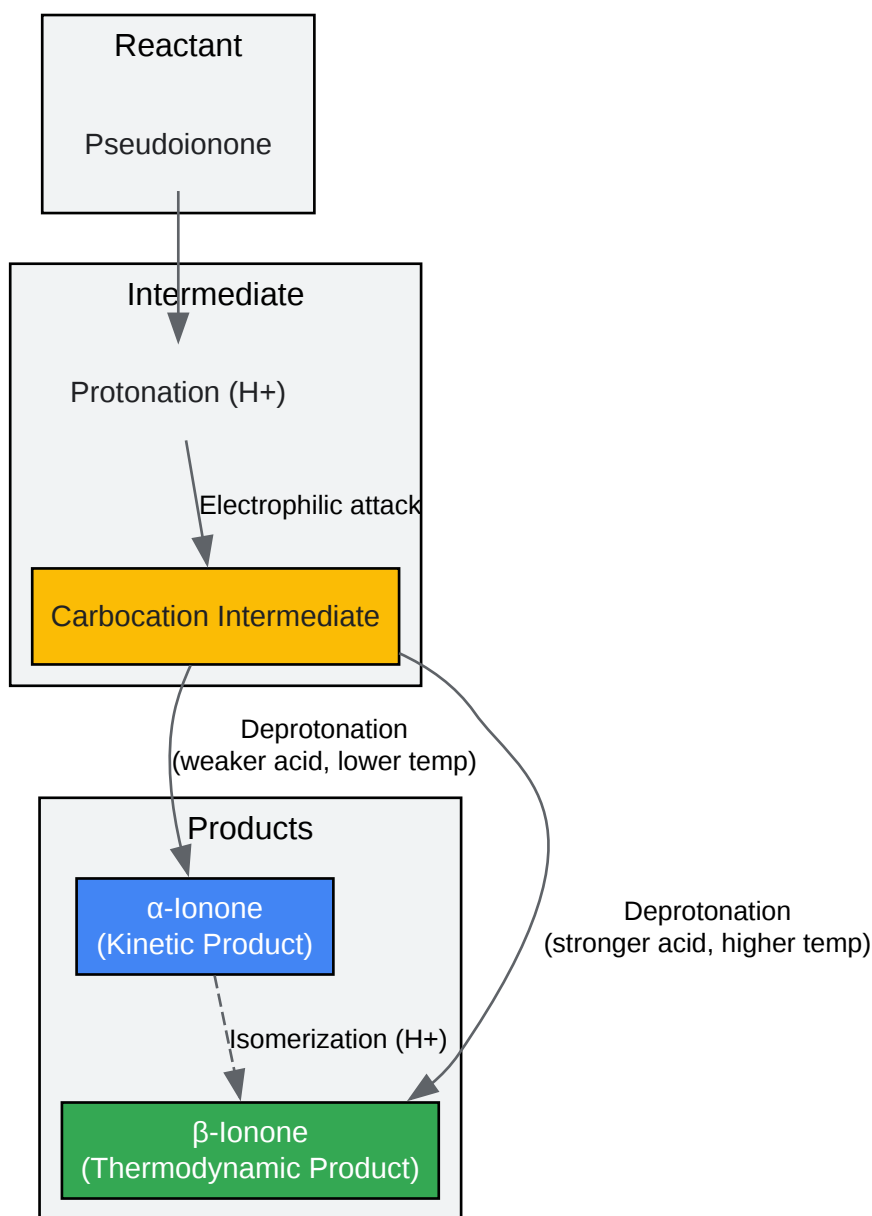 Reactant
Pseudoionone
Intermediate
Protonation (H+)
Electrophilic attack
Carbocation Intermediate
Deprotonation
(weaker acid, lower temp)
Products
α-Ionone
(Kinetic Product)
Deprotonation
(stronger acid, higher temp)
Isomerization (H+)
β-Ionone
(Thermodynamic Product)